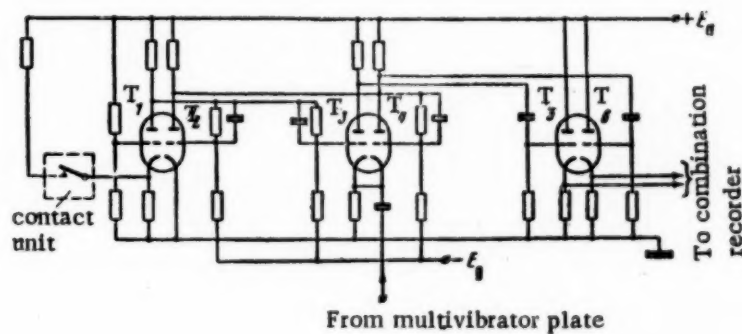 + E_a
T_1
T_2
T_3
T_4
T_5
T_6
contact
unit
To combination
recorder
- E_g
From multivibrator plate